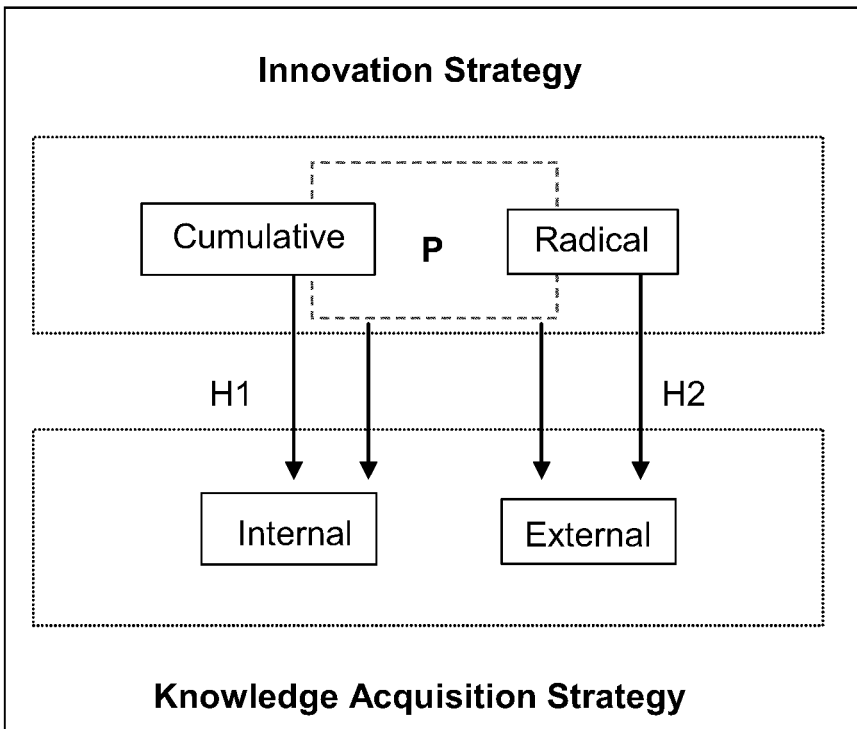 Innovation Strategy
Cumulative
P
Radical
H1
H2
Internal
External
Knowledge Acquisition Strategy